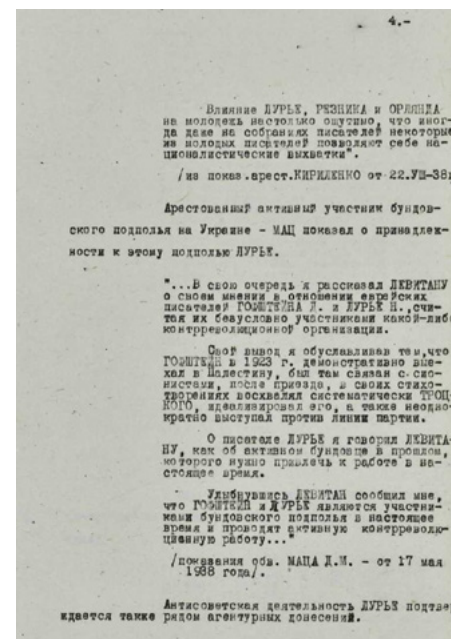 4.-
Влияние ЛУРЬЕ, РЕЗНИКА и ОРЛЯНДА
на молодежь настолько ощутимо, что иног-
да даже на собраниях писателей некоторые
из молодых писателей позволяют себе на-
ционалистические выхватки".
/из показ.арест.КИРИЛЕНКО от 22.УШ-38г
Арестованный активный участник бундов-
ского подполья на Украине - МАЦ показал о принадлеж-
ности к этому подполью ЛУРЬЕ.
"...В свою очередь я рассказал ЛЕВИТАНУ
о своем мнении в отношении еврейских
писателей ГОФШТЕЙНА Д. и ЛУРЬЕ Н.,счи-
тая их безусловно участниками какой-либо
контрреволюционной организации.
Свой вывод я обуславливав тем,что
ГОФШТЕЙН в 1923 г. демонстративно вые-
хал в Палестину, был там связан с сио-
нистами, после приезда, в своих стихо-
творениях восхвалял систематически ТРОЦ-
КОГО, идеализировал его, а также неодно-
кратно выступал против линии партии.
О писателе ЛУРЬЕ я говорил ЛЕВИТА-
НУ, как об активном бундовце в прошлом,
которого нужно привлечь к работе в на-
стоящее время.
Улыбнувшись ЛЕВИТАН сообщил мне,
что ГОФШТЕЙН и ЛУРЬЕ являются участни-
ками бундовского подполья в настоящее
время и проводят активную контрреволю-
ционную работу..."
/показания обв. МАЦА Д.М. - от 17 мая
1938 года/.
Антисоветская деятельность ЛУРЬЕ подтвер
ждается также рядом агентурных донесений.